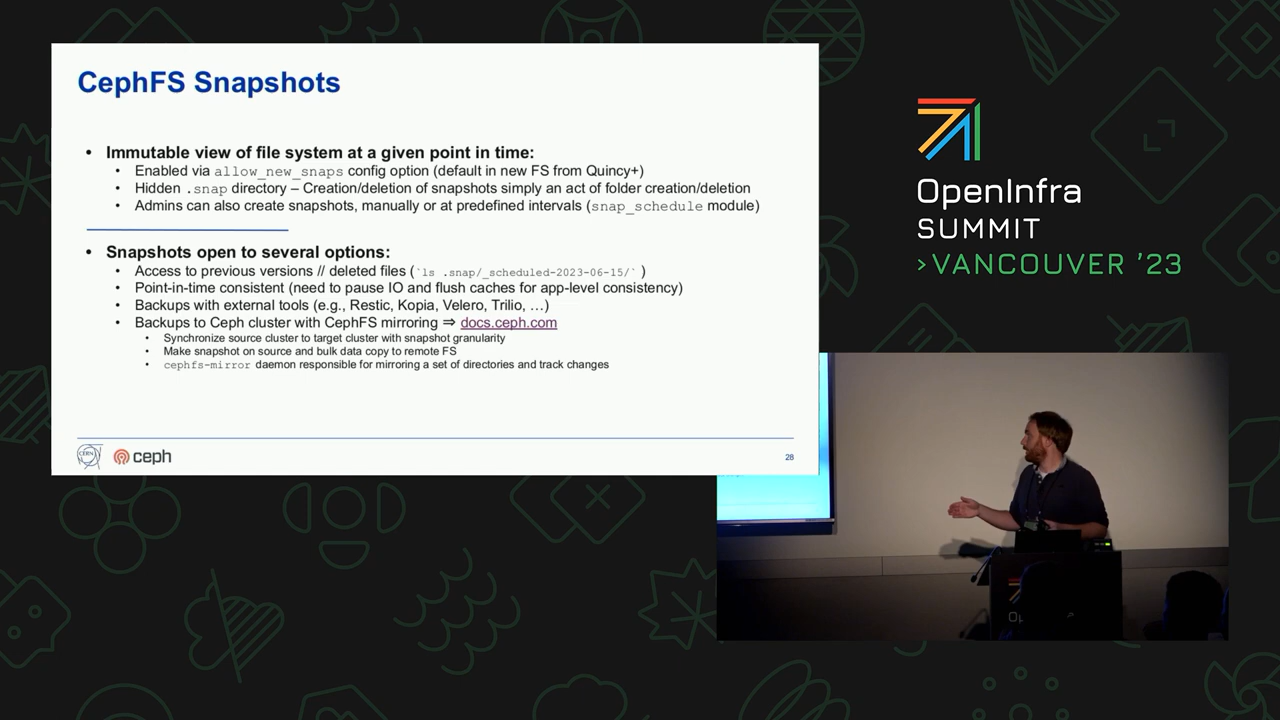 CephFS Snapshots
• Immutable view of file system at a given point in time:
• Enabled via allow_new_snaps config option (default in new FS from Quincy+)
• Hidden .snap directory – Creation/deletion of snapshots simply an act of folder creation/deletion
• Admins can also create snapshots, manually or at predefined intervals (snap_schedule module)
• Snapshots open to several options:
• Access to previous versions // deleted files (`ls .snap/_scheduled-2023-06-15/` )
• Point-in-time consistent (need to pause IO and flush caches for app-level consistency)
• Backups with external tools (e.g., Restic, Kopia, Velero, Trilio, …)
• Backups to Ceph cluster with CephFS mirroring ⇒ docs.ceph.com
• Synchronize source cluster to target cluster with snapshot granularity
• Make snapshot on source and bulk data copy to remote FS
• cephfs-mirror daemon responsible for mirroring a set of directories and track changes
CERN
ceph
28
OpenInfra
SUMMIT
>VANCOUVER '23